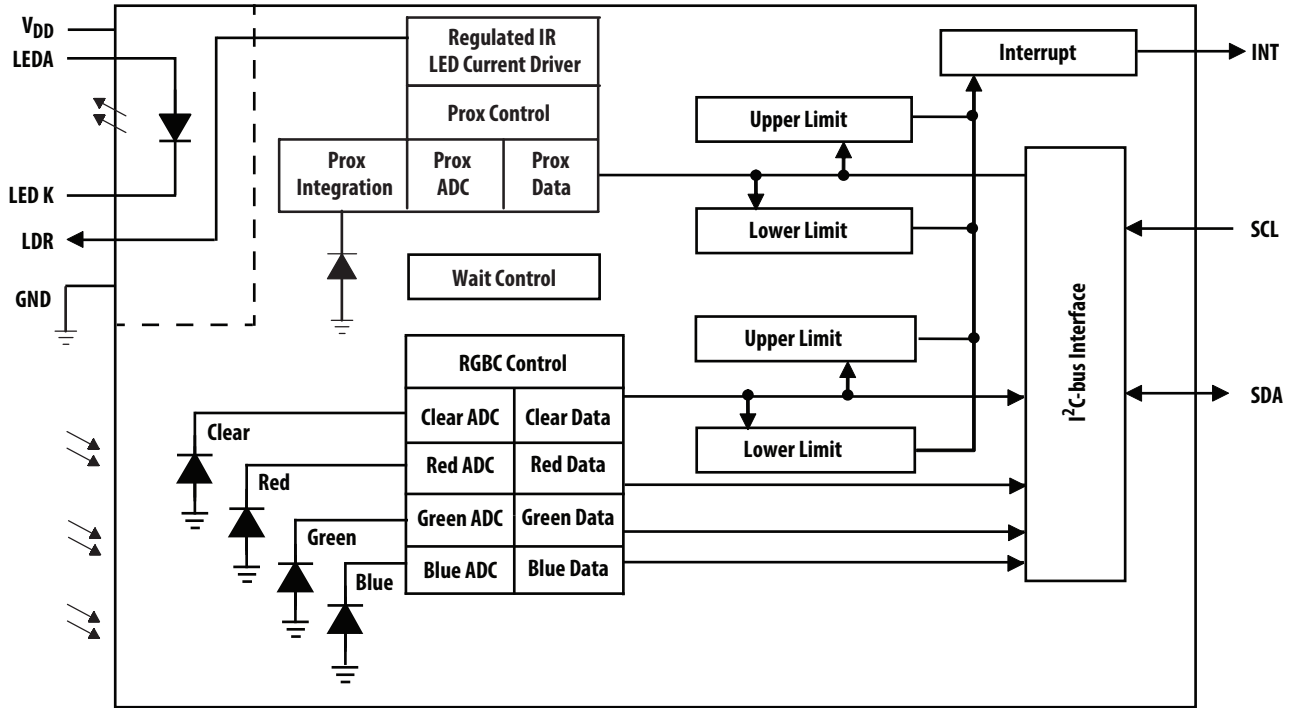 VDD
LEDA
LED K
LDR
GND
Regulated IR
LED Current Driver
Prox Control
Prox
Integration
Prox
ADC
Prox
Data
Wait Control
RGBC Control
Clear ADC
Clear Data
Red ADC
Red Data
Green ADC
Green Data
Blue ADC
Blue Data
Clear
Red
Green
Blue
Interrupt
Upper Limit
Lower Limit
Upper Limit
Lower Limit
I²C-bus Interface
INT
SCL
SDA